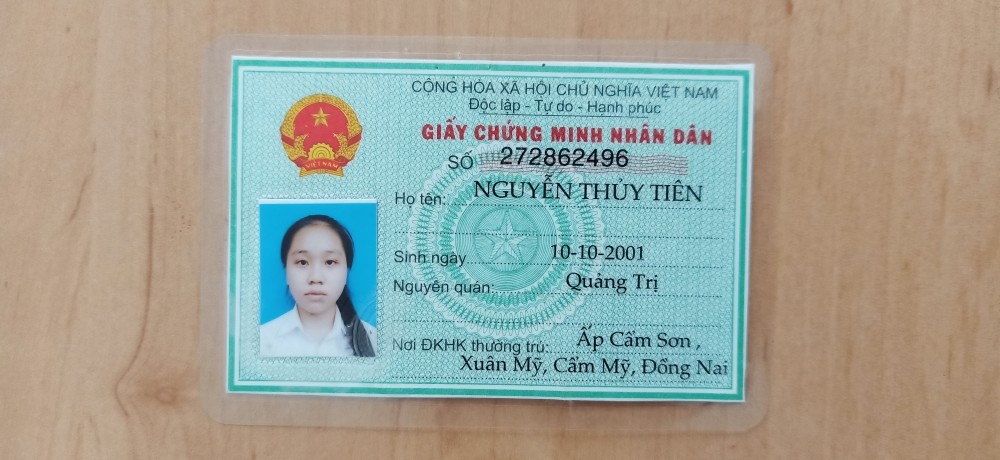 CỘNG HÒA XÃ HỘI CHỦ NGHĨA VIỆT NAM
Độc lập - Tự do - Hạnh phúc
GIẤY CHỨNG MINH NHÂN DÂN
SỐ 272862496
Họ tên: NGUYỄN THỦY TIÊN
Sinh ngày 10-10-2001
Nguyên quán: Quảng Trị
Nơi ĐKHK thường trú: Ấp Cẩm Sơn ,
Xuân Mỹ, Cẩm Mỹ, Đồng Nai
VIỆT NAM